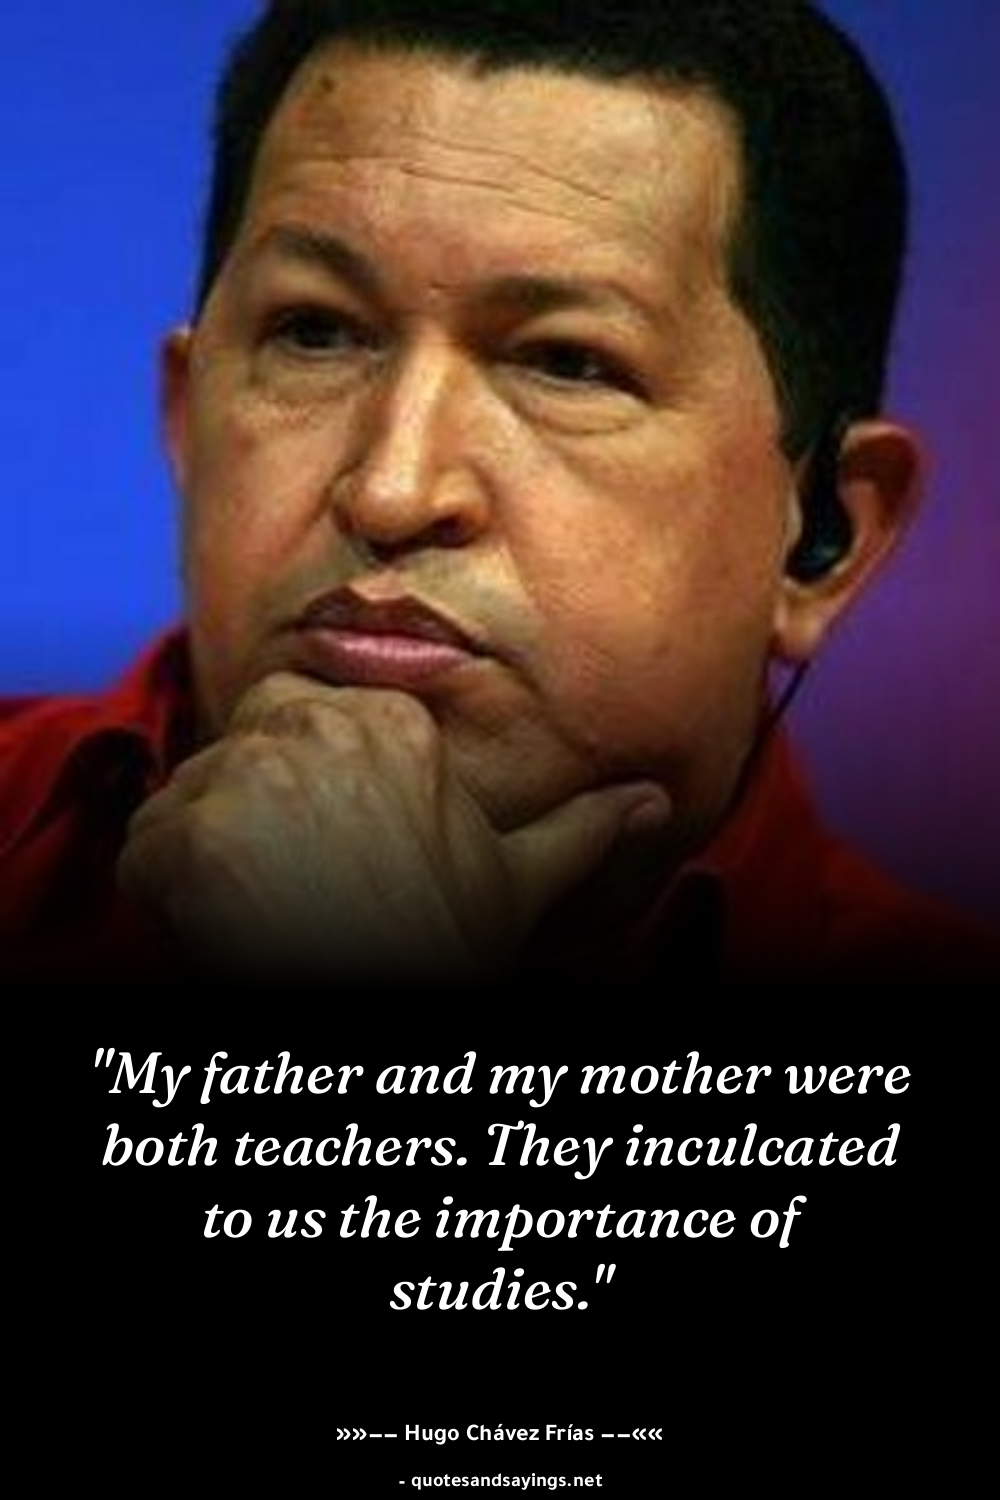 "My father and my mother were
both teachers. They inculcated
to us the importance of
studies."
»»−− Hugo Chávez Frías −−««
- quotesandsayings.net